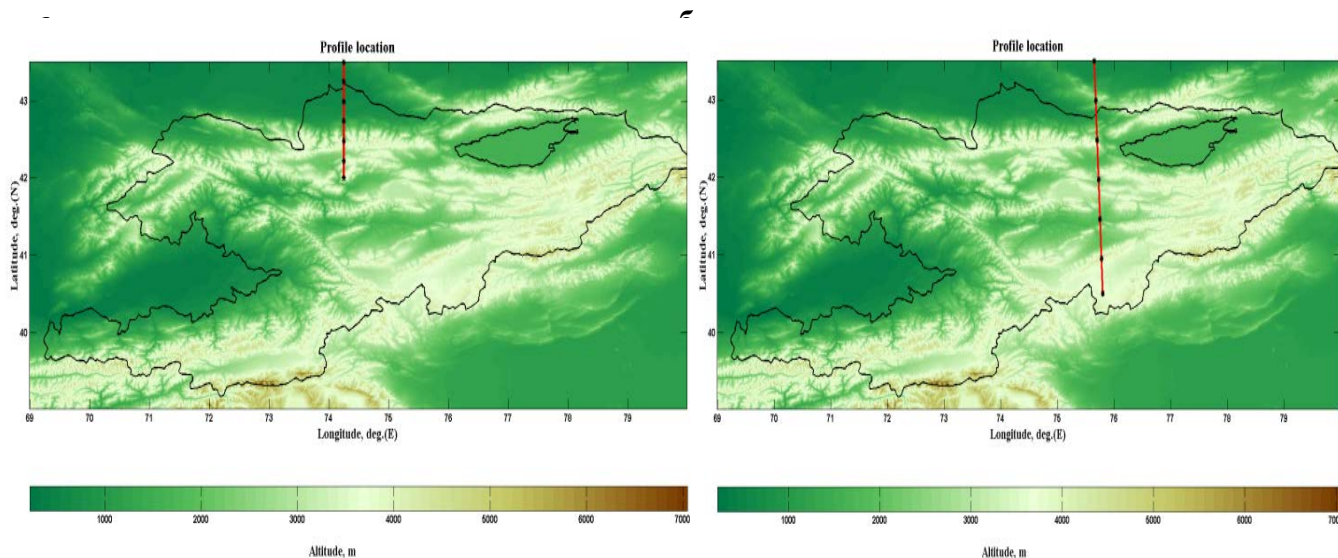 б
Profile location
Latitude, deg.(N)
43
42
41
40
69 70 71 72 73 74 75 76 77 78 79
Longitude, deg.(E)
1000 2000 3000 4000 5000 6000 7000
Altitude, m
Profile location
Latitude, deg.(N)
43
42
41
40
69 70 71 72 73 74 75 76 77 78 79
Longitude, deg.(E)
1000 2000 3000 4000 5000 6000
Altitude, m